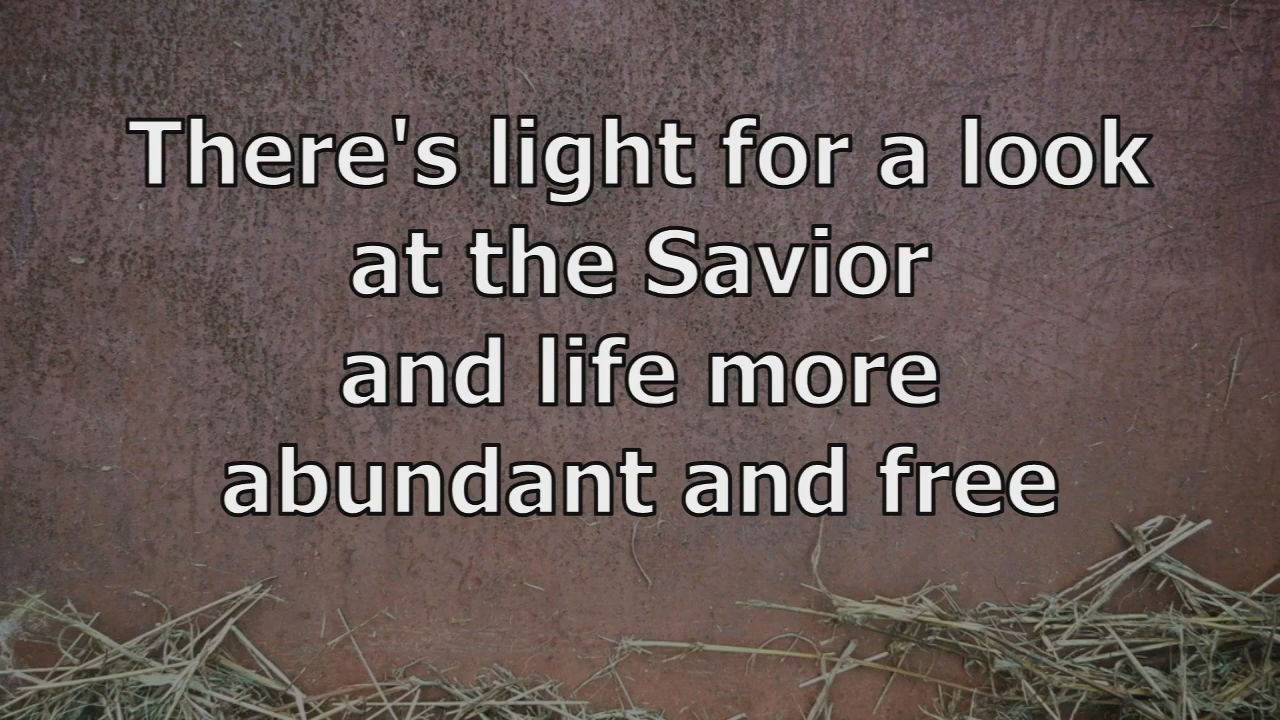 There's light for a look
at the Savior
and life more
abundant and free